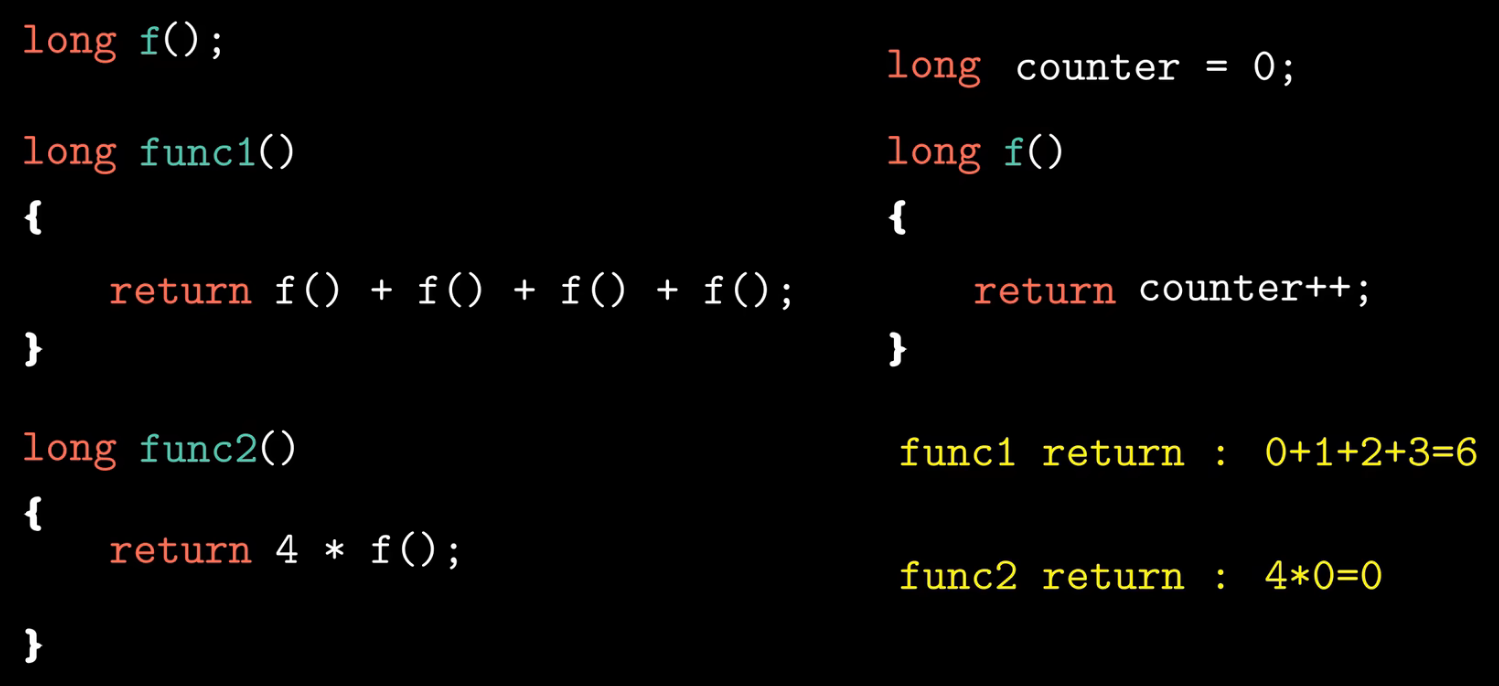 long f();
long func1()
{
return f() + f() + f() + f();
}
long func2()
{
return 4 * f();
}
long counter = 0;
long f()
{
return counter++;
}
func1 return : 0+1+2+3=6
func2 return : 4*0=0